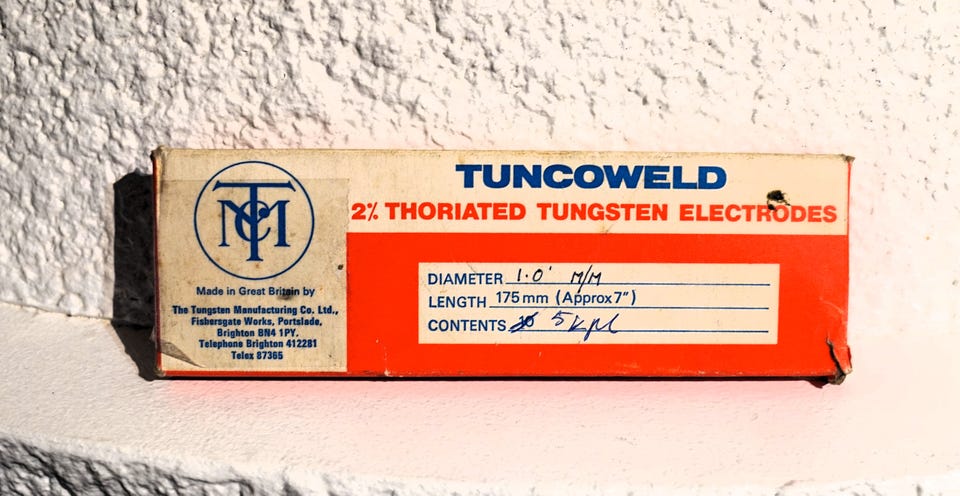 TMC
Made in Great Britain by
The Tungsten Manufacturing Co. Ltd.,
Fishersgate Works, Portslade,
Brighton BN4 1PY.
Telephone Brighton 412281
Telex 87365
TUNCOWELD
2% THORIATED TUNGSTEN ELECTRODES
DIAMETER 1.0 M/M
LENGTH 175mm (Approx 7")
CONTENTS 5